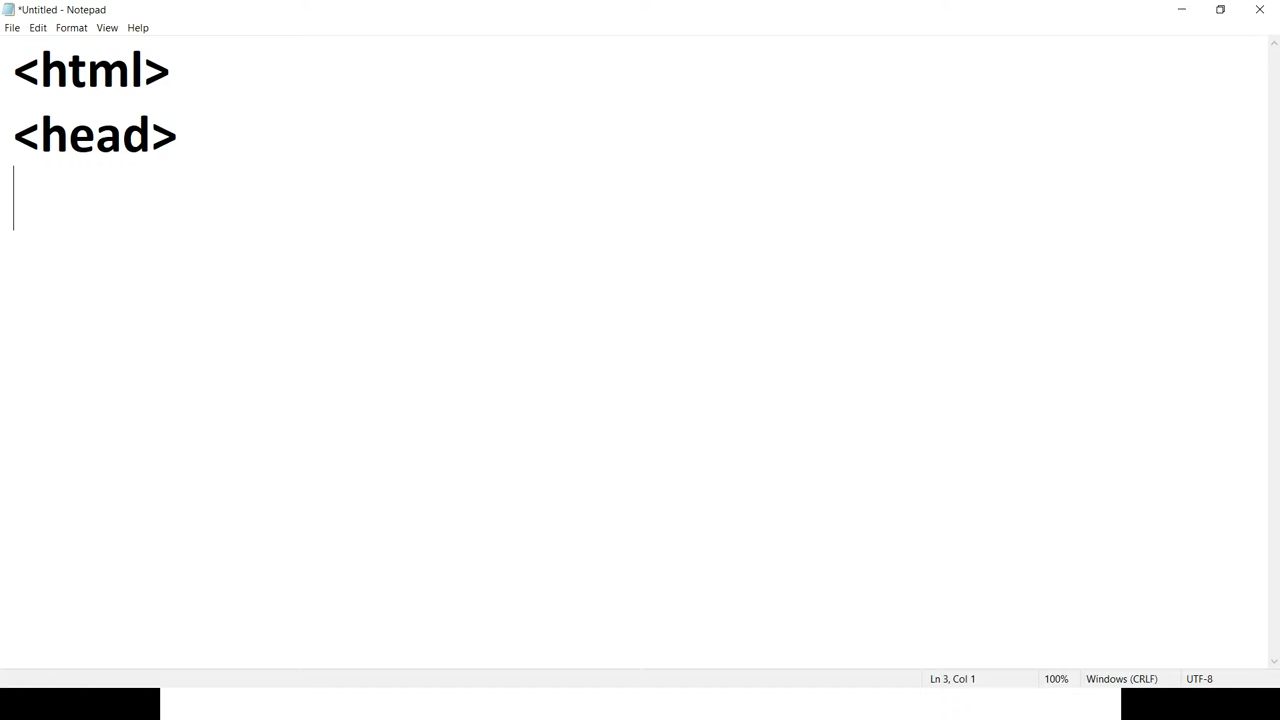 *Untitled - Notepad
File Edit Format View Help
<html>
<head>
Ln 3, Col 1 100% Windows (CRLF) UTF-8